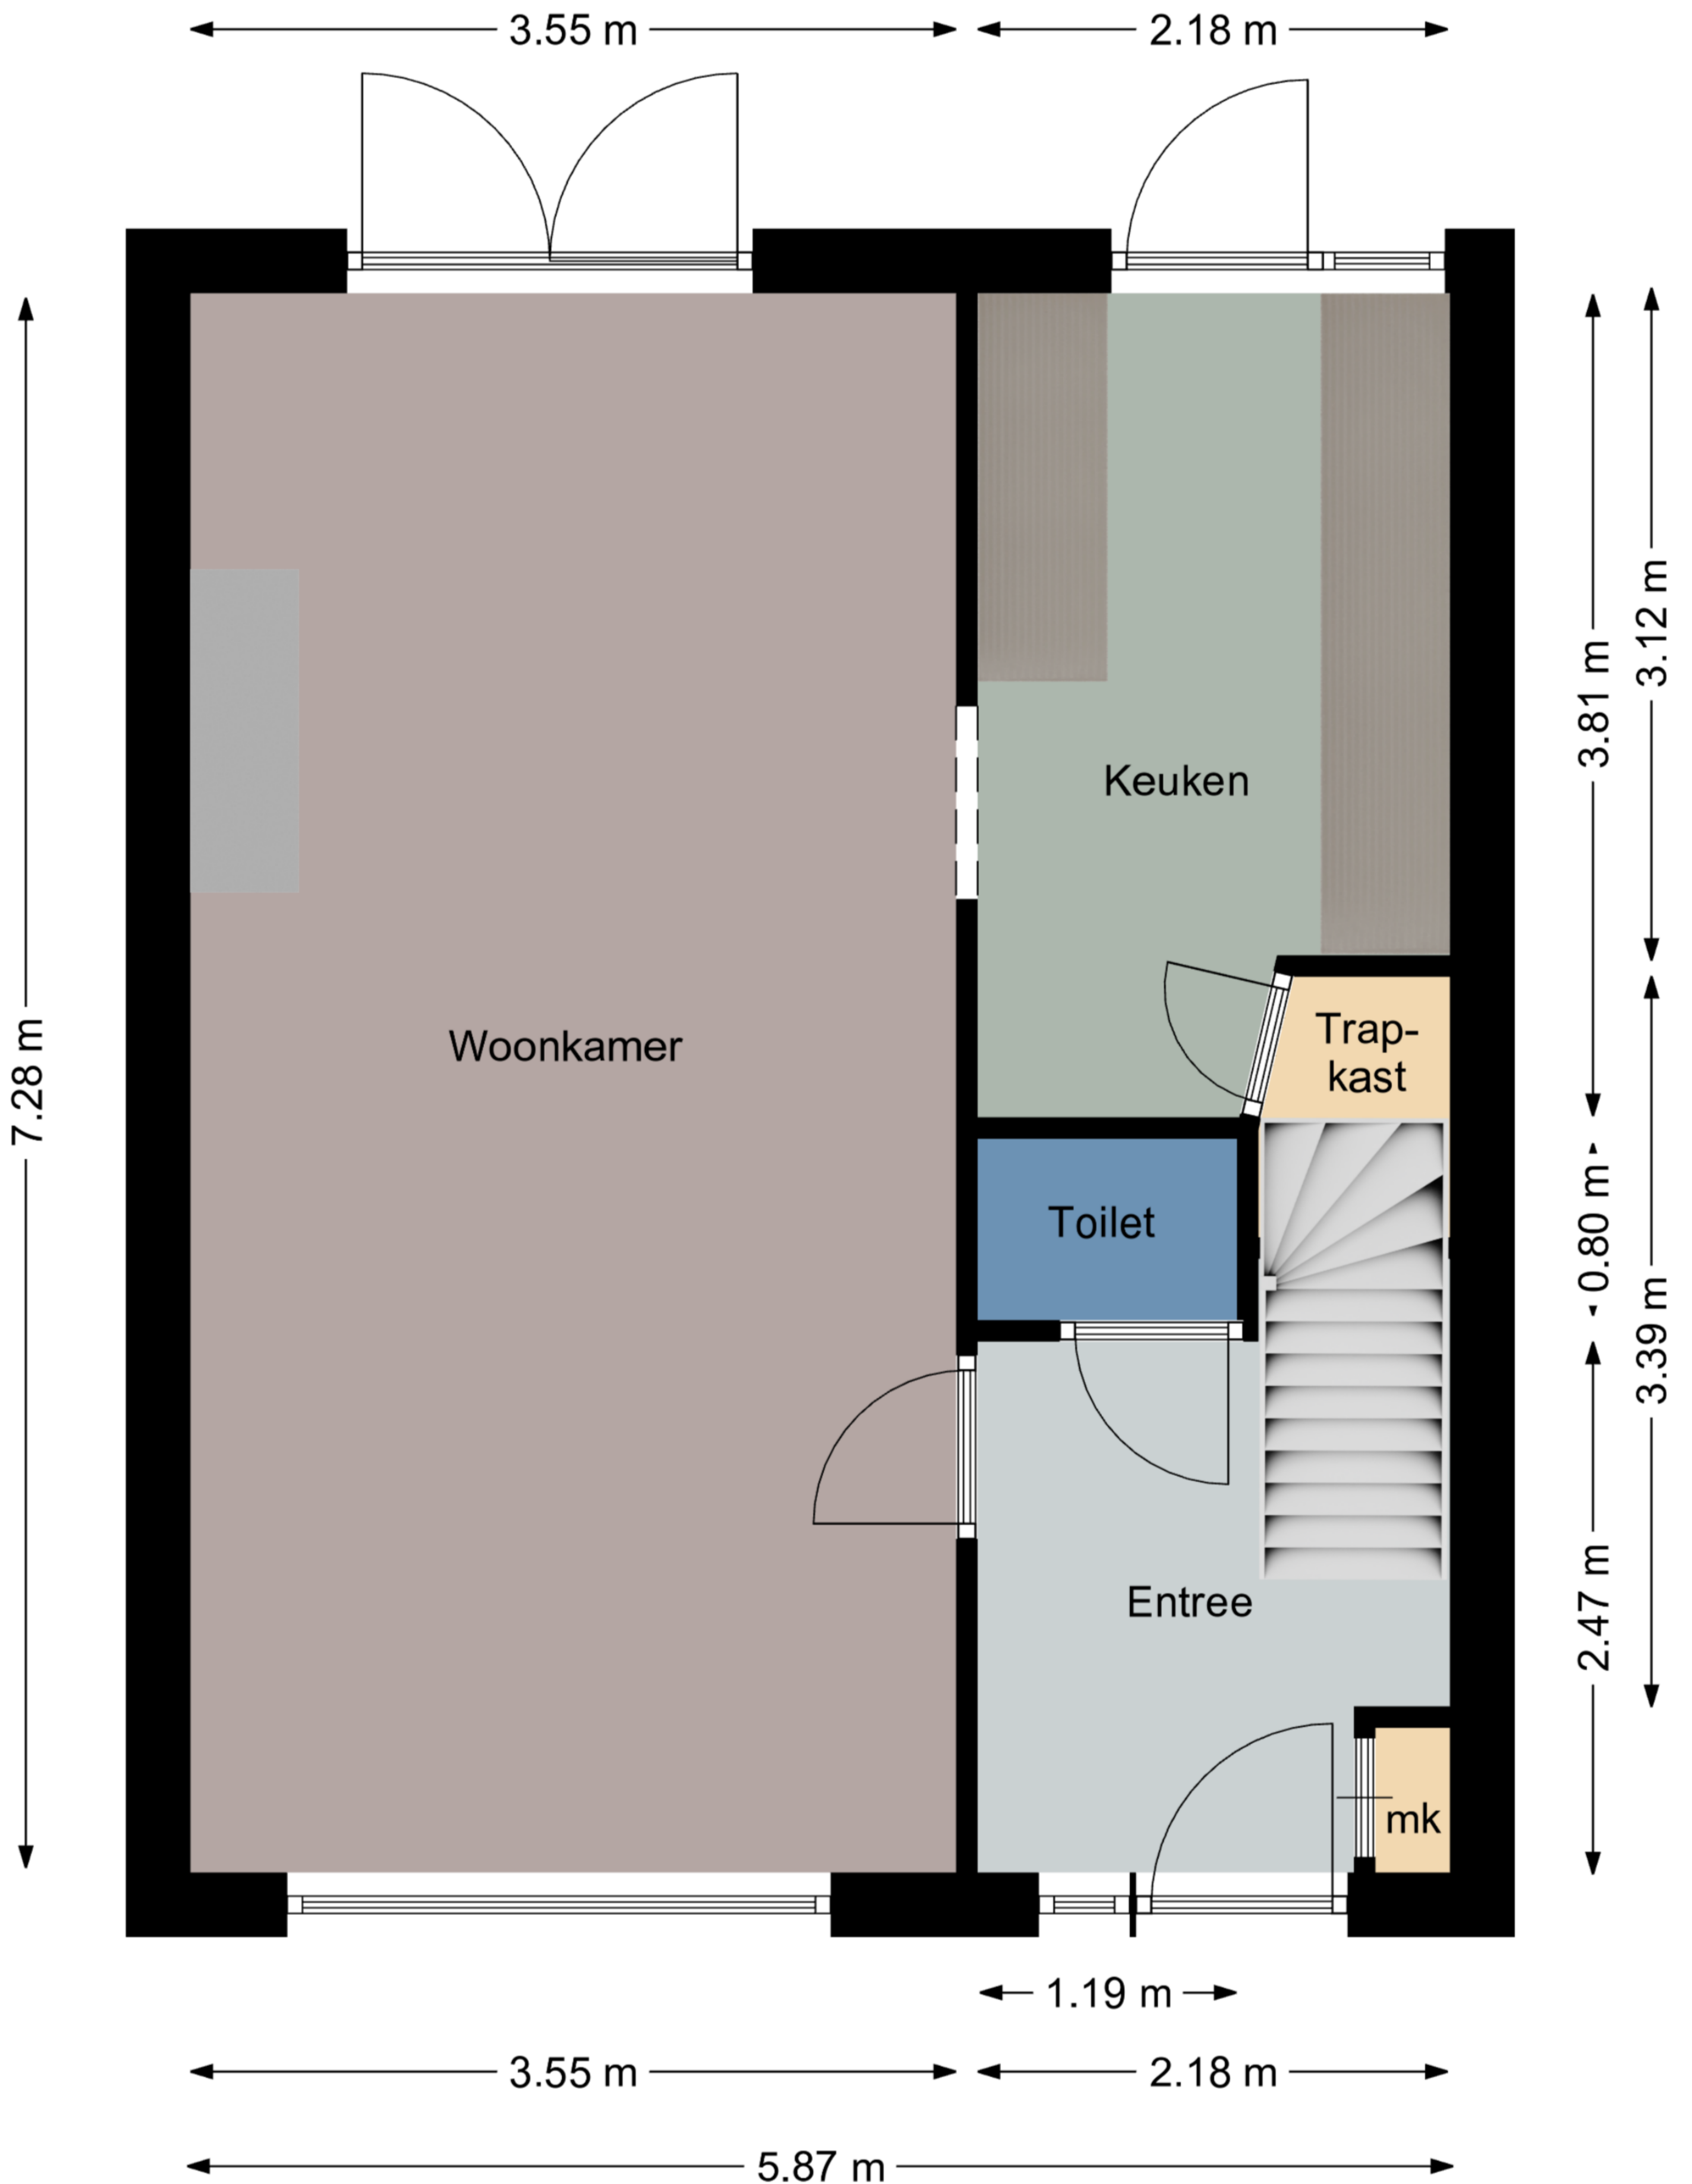 3.55 m
2.18 m
3.12 m
3.81 m
Keuken
Trap-
kast
Woonkamer
7.28 m
Toilet
0.80 m
3.39 m
Entree
2.47 m
mk
1.19 m
3.55 m
2.18 m
5.87 m